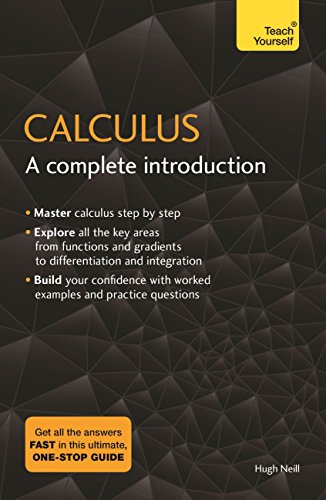 Teach
Yourself®
CALCULUS
A complete introduction
• Master calculus step by step
• Explore all the key areas
from functions and gradients
to differentiation and integration
• Build your confidence with worked
examples and practice questions
Get all the answers
FAST in this ultimate,
ONE-STOP GUIDE
Hugh Neill